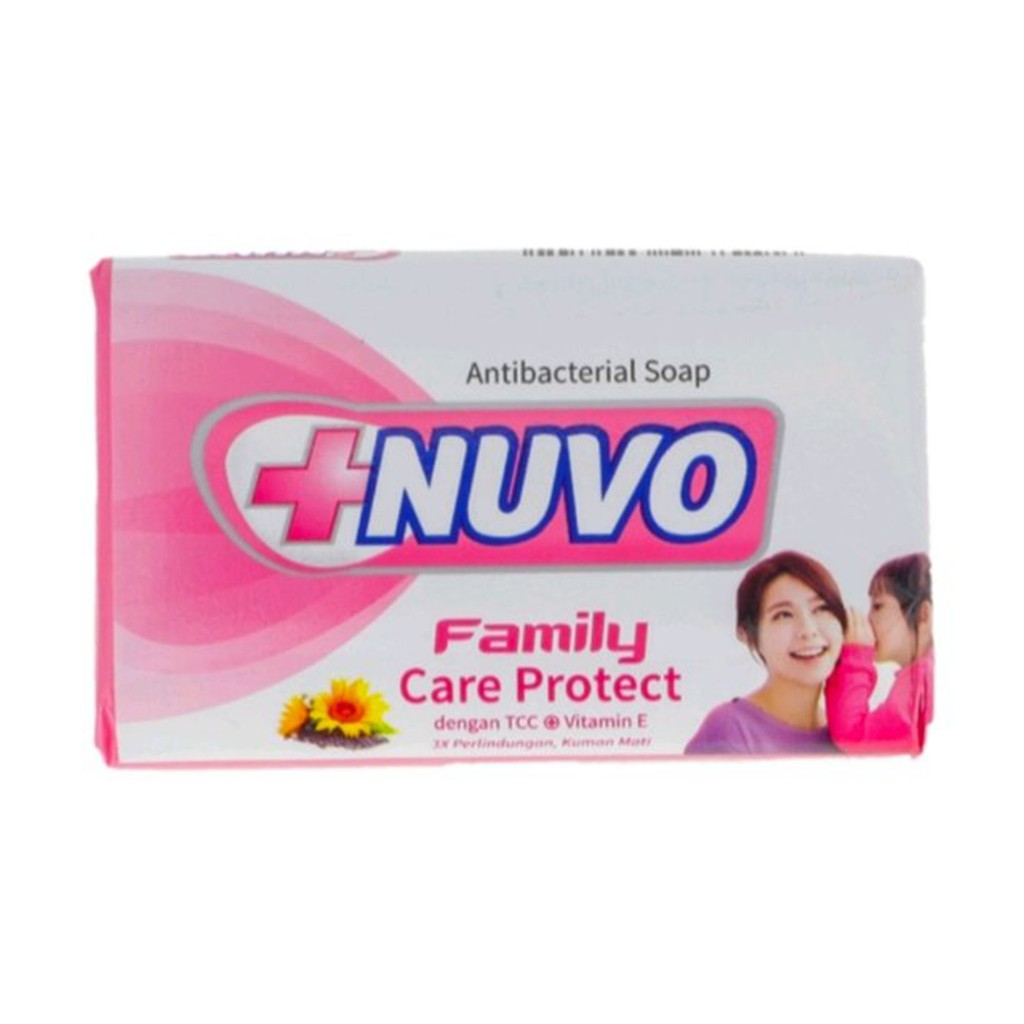 Antibacterial Soap
NUVO
Family
Care Protect
dengan TCC + Vitamin E
3X Perlindungan, Kuman Mati